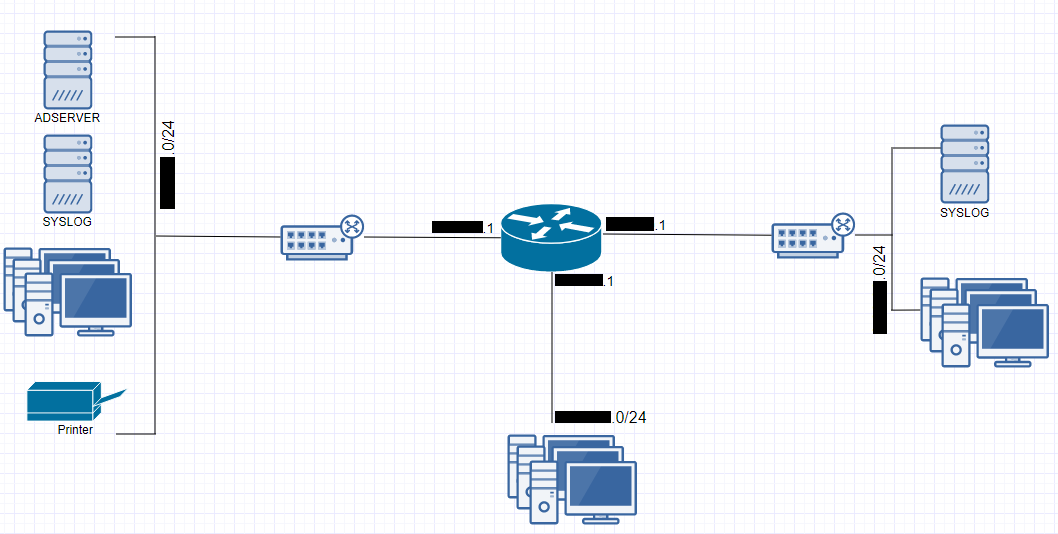 ADSERVER
.0/24
SYSLOG
.1
.1
SYSLOG
.0/24
.1
.0/24
Printer